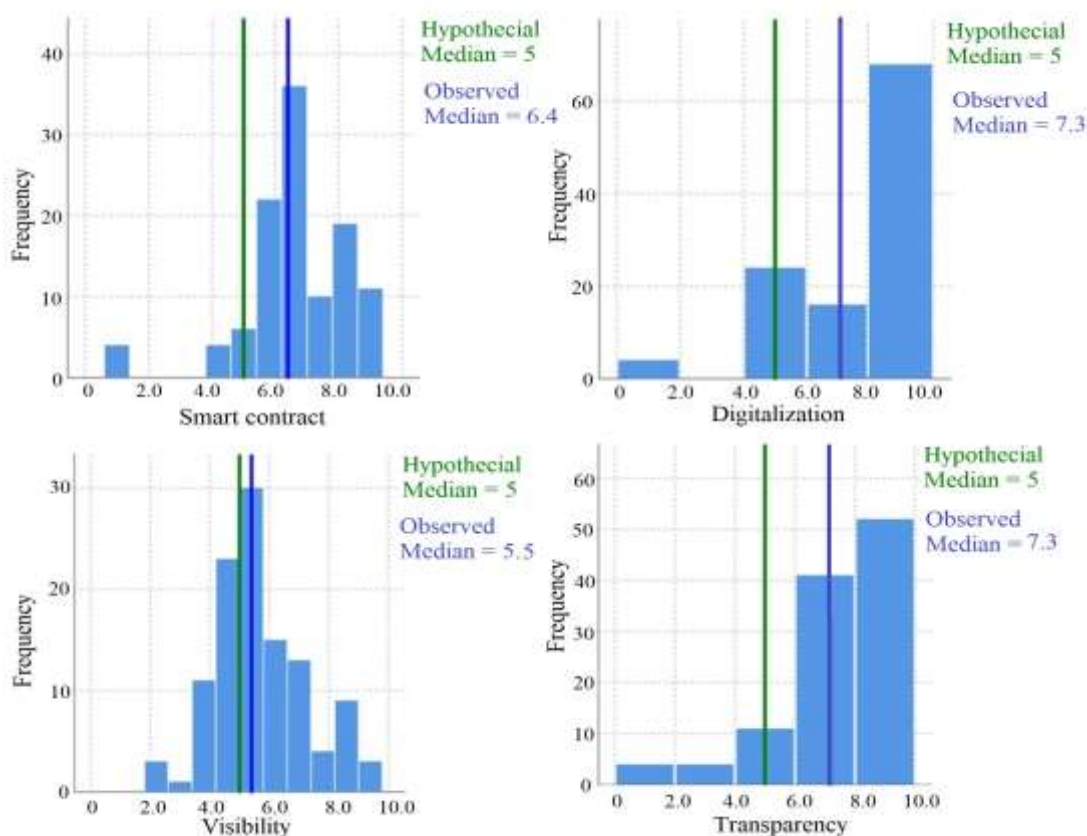 Hypothecial
Median = 5
Observed
Median = 6.4
40
30
20
10
0
Frequency
0 2.0 4.0 6.0 8.0 10.0
Smart contract
Hypothecial
Median = 5
Observed
Median = 7.3
60
40
20
0
Frequency
0 2.0 4.0 6.0 8.0 10.0
Digitalization
Hypothecial
Median = 5
Observed
Median = 5.5
30
20
10
0
Frequency
0 2.0 4.0 6.0 8.0 10.0
Visibility
Hypothecial
Median = 5
Observed
Median = 7.3
60
50
40
30
20
10
0
Frequency
0 2.0 4.0 6.0 8.0 10.0
Transparency